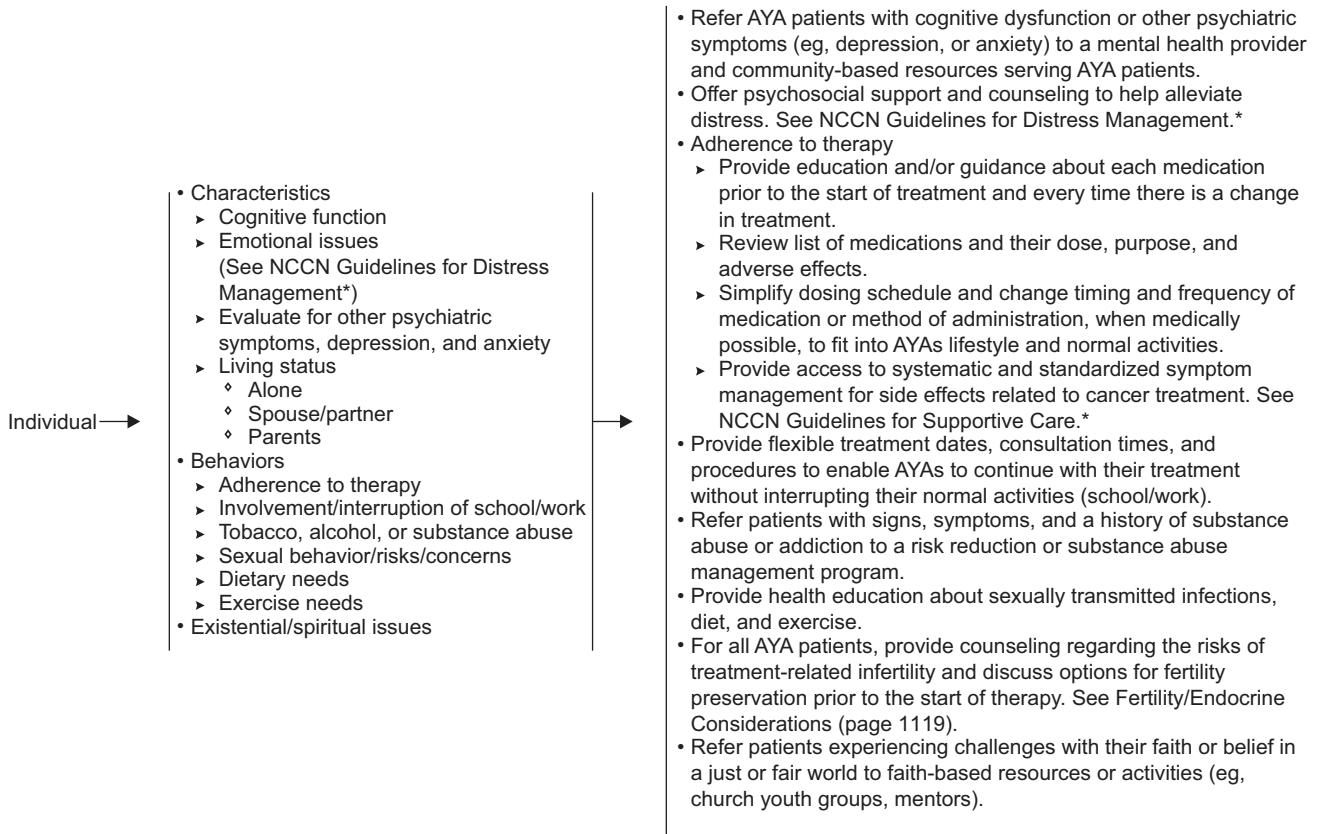 Individual
• Characteristics
➤ Cognitive function
➤ Emotional issues
(See NCCN Guidelines for Distress
Management*)
➤ Evaluate for other psychiatric
symptoms, depression, and anxiety
➤ Living status
⋄ Alone
⋄ Spouse/partner
⋄ Parents
• Behaviors
➤ Adherence to therapy
➤ Involvement/interruption of school/work
➤ Tobacco, alcohol, or substance abuse
➤ Sexual behavior/risks/concerns
➤ Dietary needs
➤ Exercise needs
• Existential/spiritual issues
• Refer AYA patients with cognitive dysfunction or other psychiatric
symptoms (eg, depression, or anxiety) to a mental health provider
and community-based resources serving AYA patients.
• Offer psychosocial support and counseling to help alleviate
distress. See NCCN Guidelines for Distress Management.*
• Adherence to therapy
➤ Provide education and/or guidance about each medication
prior to the start of treatment and every time there is a change
in treatment.
➤ Review list of medications and their dose, purpose, and
adverse effects.
➤ Simplify dosing schedule and change timing and frequency of
medication or method of administration, when medically
possible, to fit into AYAs lifestyle and normal activities.
➤ Provide access to systematic and standardized symptom
management for side effects related to cancer treatment. See
NCCN Guidelines for Supportive Care.*
• Provide flexible treatment dates, consultation times, and
procedures to enable AYAs to continue with their treatment
without interrupting their normal activities (school/work).
• Refer patients with signs, symptoms, and a history of substance
abuse or addiction to a risk reduction or substance abuse
management program.
• Provide health education about sexually transmitted infections,
diet, and exercise.
• For all AYA patients, provide counseling regarding the risks of
treatment-related infertility and discuss options for fertility
preservation prior to the start of therapy. See Fertility/Endocrine
Considerations (page 1119).
• Refer patients experiencing challenges with their faith or belief in
a just or fair world to faith-based resources or activities (eg,
church youth groups, mentors).